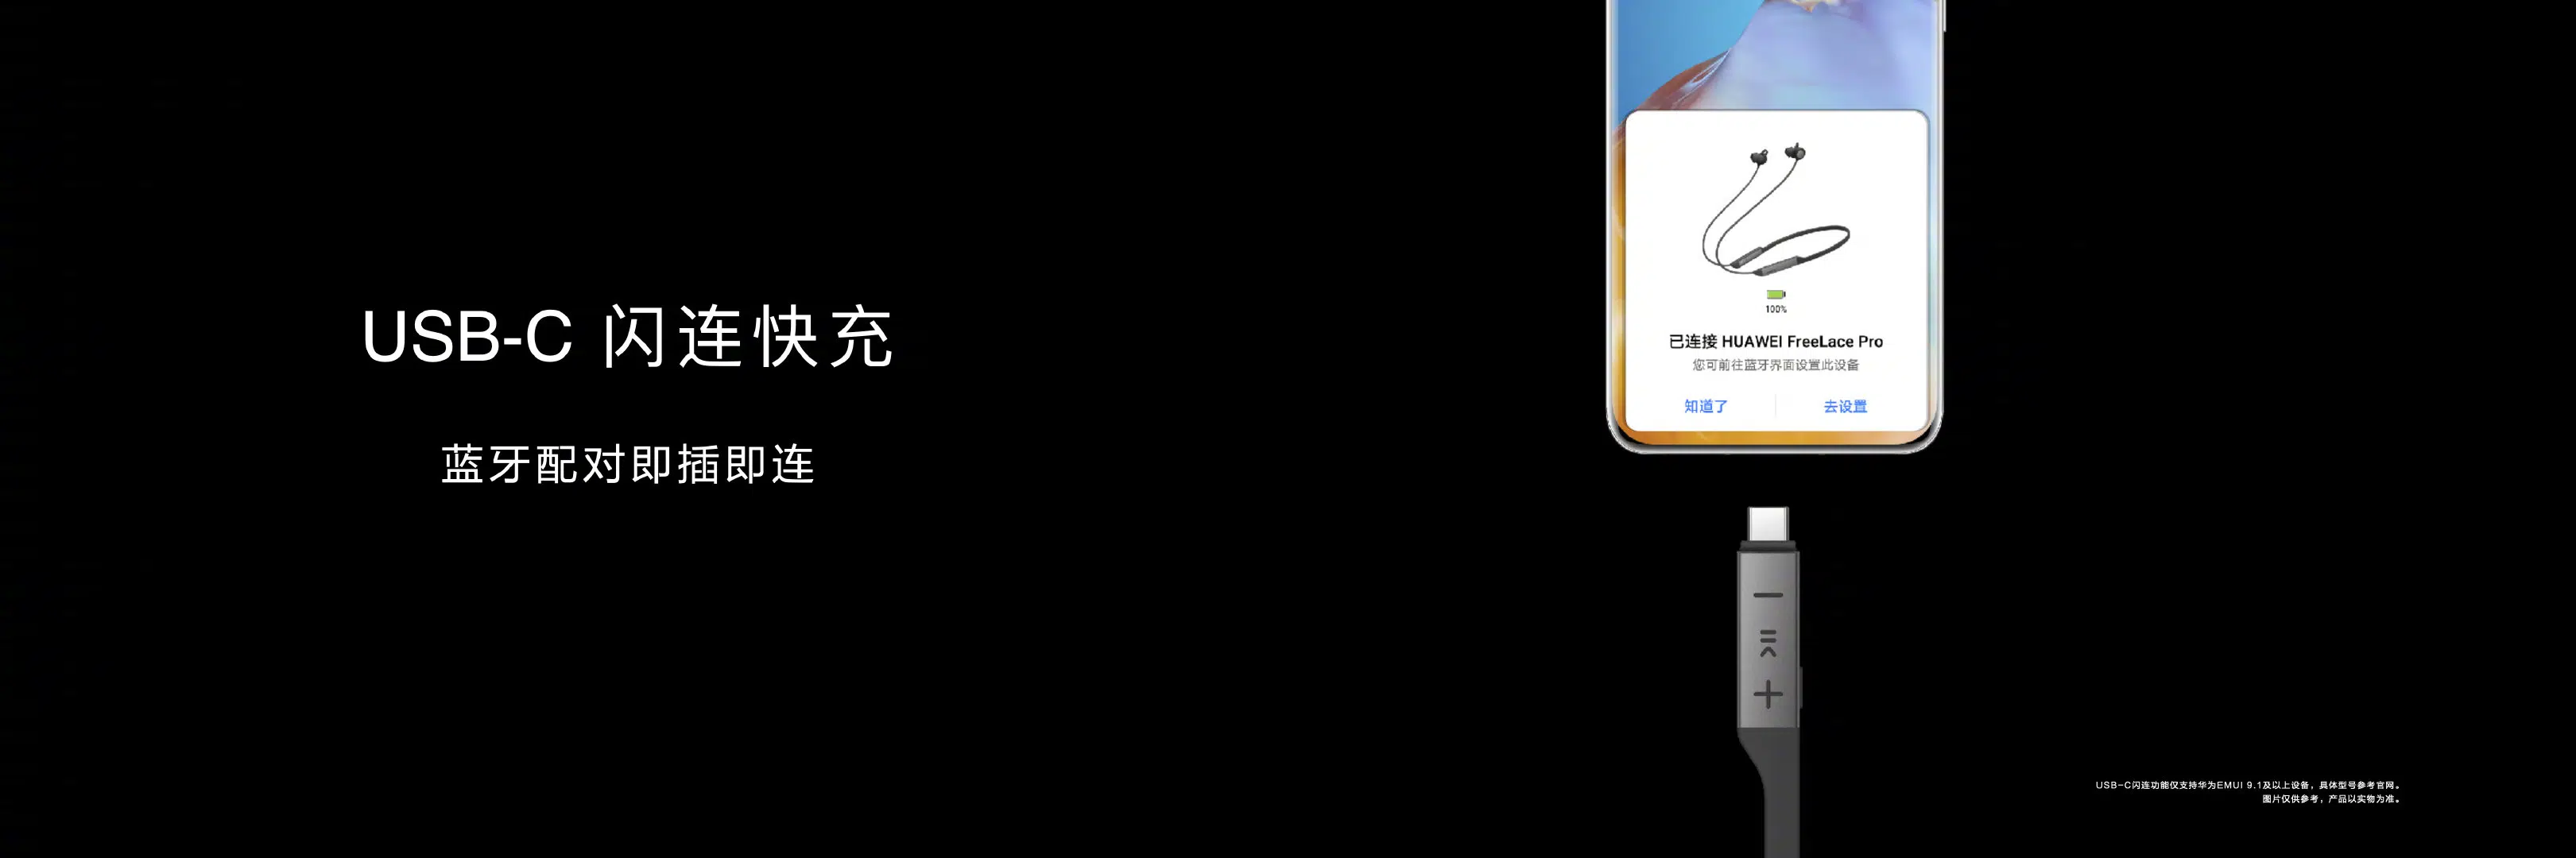 USB-C 闪连快充
蓝牙配对即插即连
100%
已连接 HUAWEI FreeLace Pro
您可前往蓝牙界面设置此设备
知道了
去设置
USB-C闪连功能仅支持华为EMUI 9.1及以上设备，具体型号参考官网。
图片仅供参考，产品以实物为准。